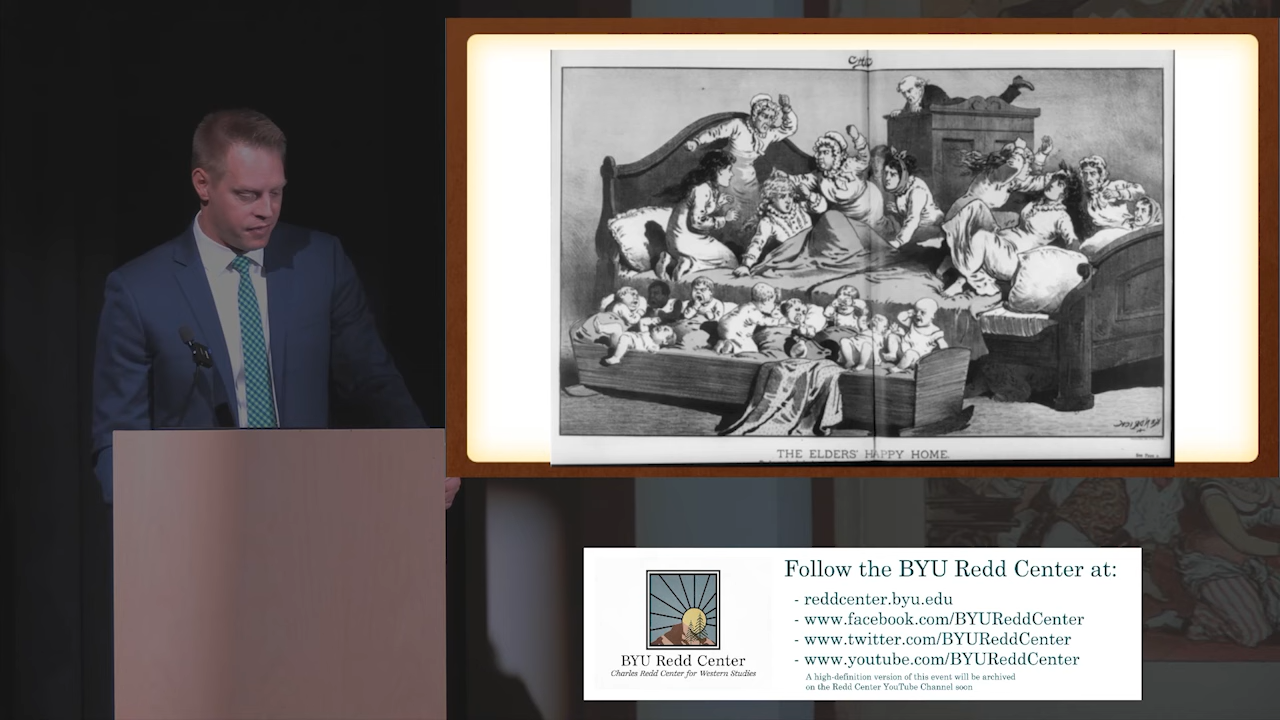 THE ELDERS' HAPPY HOME.
Follow the BYU Redd Center at:
- reddcenter.byu.edu
- www.facebook.com/BYUReddCenter
- www.twitter.com/BYUReddCenter
- www.youtube.com/BYUReddCenter
A high-definition version of this event will be archived
on the Redd Center YouTube Channel soon
BYU Redd Center
Charles Redd Center for Western Studies